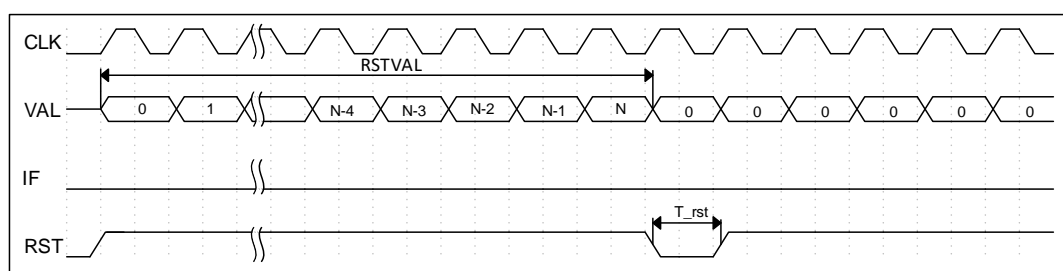 CLK
RSTVAL
VAL 0 1 N-4 N-3 N-2 N-1 N 0 0 0 0 0 0
IF
T_rst
RST